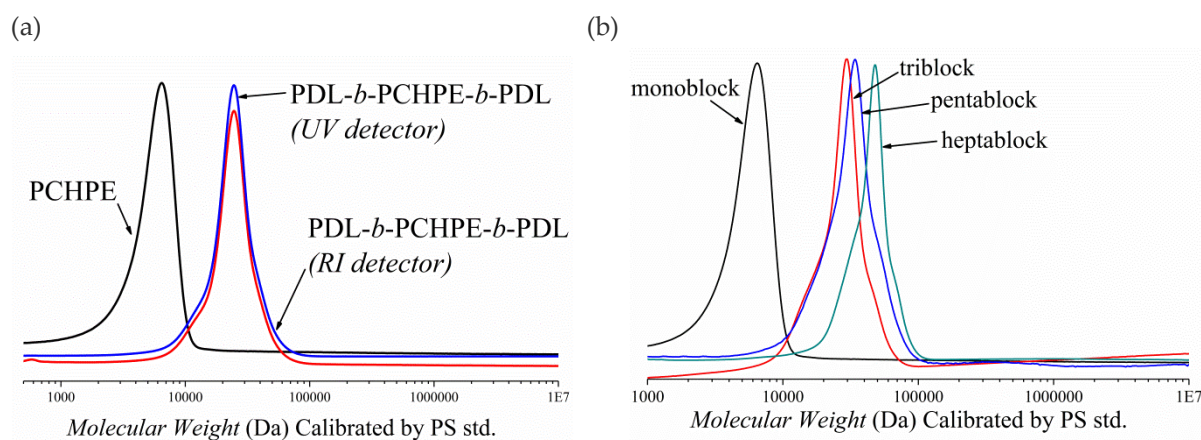 (a)
PDL-b-PCHPE-b-PDL
(UV detector)
PCHPE
PDL-b-PCHPE-b-PDL
(RI detector)
1000 10000 100000 1000000 1E7
Molecular Weight (Da) Calibrated by PS std.
(b)
triblock
monoblock
pentablock
heptablock
1000 10000 100000 1000000 1E7
Molecular Weight (Da) Calibrated by PS std.